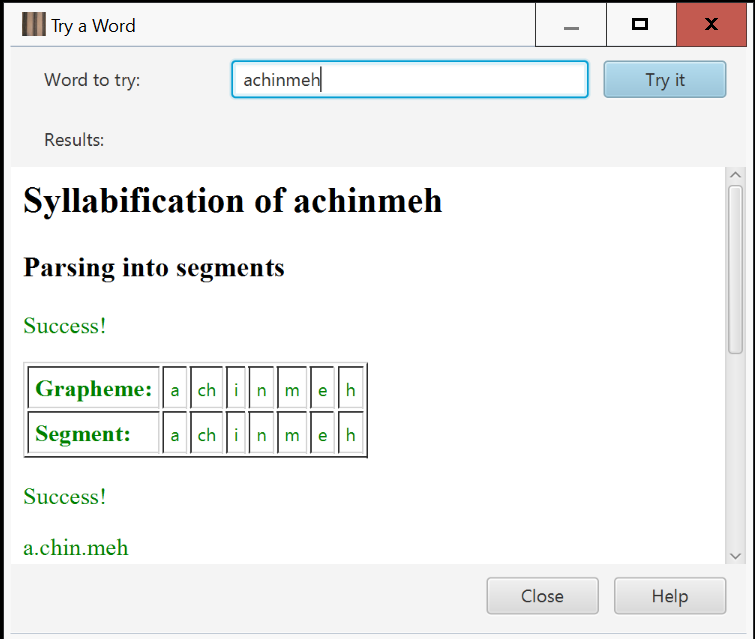 Try a Word
Word to try: achinmeh Try it
Results:
Syllabification of achinmeh
Parsing into segments
Success!
Grapheme: a ch i n m e h
Segment: a ch i n m e h
Success!
a.chin.meh
Close Help